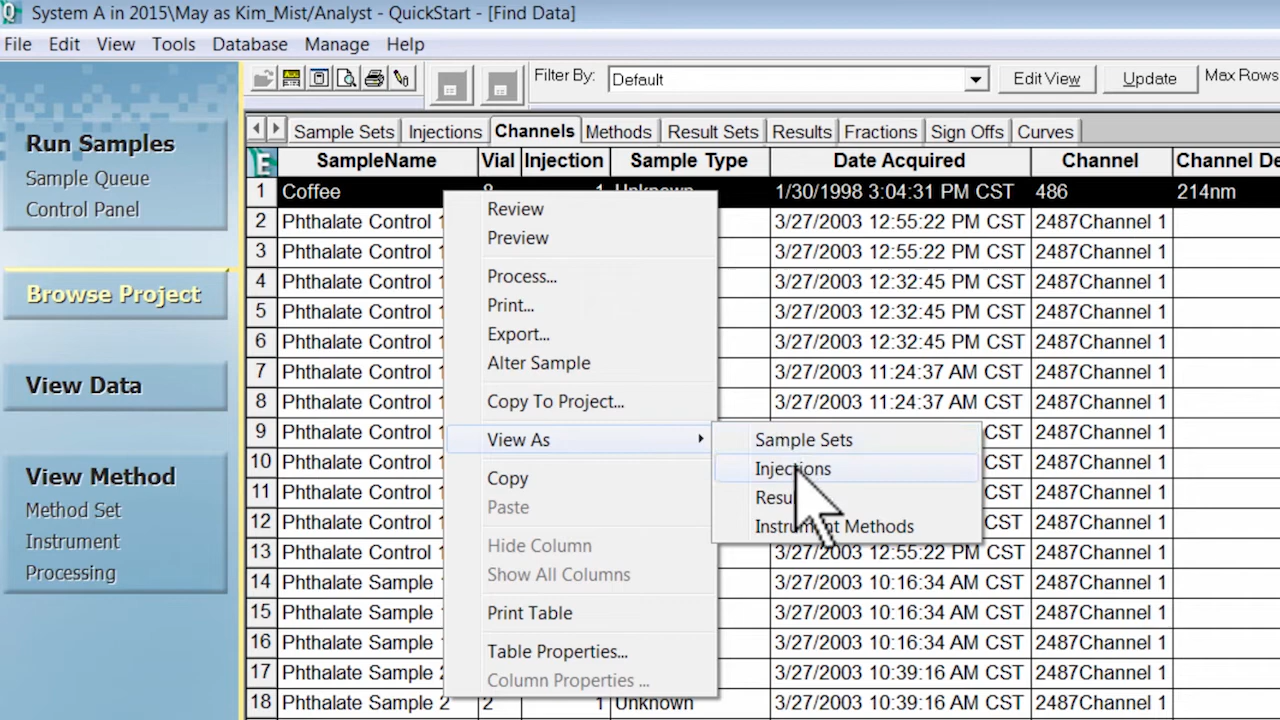 System A in 2015\May as Kim_Mist/Analyst - QuickStart - [Find Data]
File Edit View Tools Database Manage Help
Filter By: Default Edit View Update Max Rows
Run Samples
Sample Queue
Control Panel
Browse Project
View Data
View Method
Method Set
Instrument
Processing
Sample Sets Injections Channels Methods Result Sets Results Fractions Sign Offs Curves
SampleName Vial Injection Sample Type Date Acquired Channel Channel
1 Coffee 1/30/1998 3:04:31 PM CST 486 214nm
2 Phthalate Control 3/27/2003 12:55:22 PM CST 2487Channel 1
3 Phthalate Control 3/27/2003 12:55:22 PM CST 2487Channel 1
4 Phthalate Control 3/27/2003 12:32:45 PM CST 2487Channel 1
5 Phthalate Control 3/27/2003 12:32:45 PM CST 2487Channel 1
6 Phthalate Control 3/27/2003 12:32:45 PM CST 2487Channel 1
7 Phthalate Control 3/27/2003 11:24:37 AM CST 2487Channel 1
8 Phthalate Control 3/27/2003 11:24:37 AM CST 2487Channel 1
9 Phthalate Control CST 2487Channel 1
10 Phthalate Control CST 2487Channel 1
11 Phthalate Control CST 2487Channel 1
12 Phthalate Control CST 2487Channel 1
13 Phthalate Control 3/27/2003 12:55:22 PM CST 2487Channel 1
14 Phthalate Sample 3/27/2003 10:16:34 AM CST 2487Channel 1
15 Phthalate Sample 3/27/2003 10:16:34 AM CST 2487Channel 1
16 Phthalate Sample 3/27/2003 10:16:34 AM CST 2487Channel 1
17 Phthalate Sample 3/27/2003 10:39:16 AM CST 2487Channel 1
18 Phthalate Sample 2 2 1 Unknown 3/27/2003 10:39:16 AM CST 2487Channel 1
Review
Preview
Process...
Print...
Export...
Alter Sample
Copy To Project...
View As
Copy
Paste
Hide Column
Show All Columns
Print Table
Table Properties...
Column Properties ...
Sample Sets
Injections
Instrument Methods